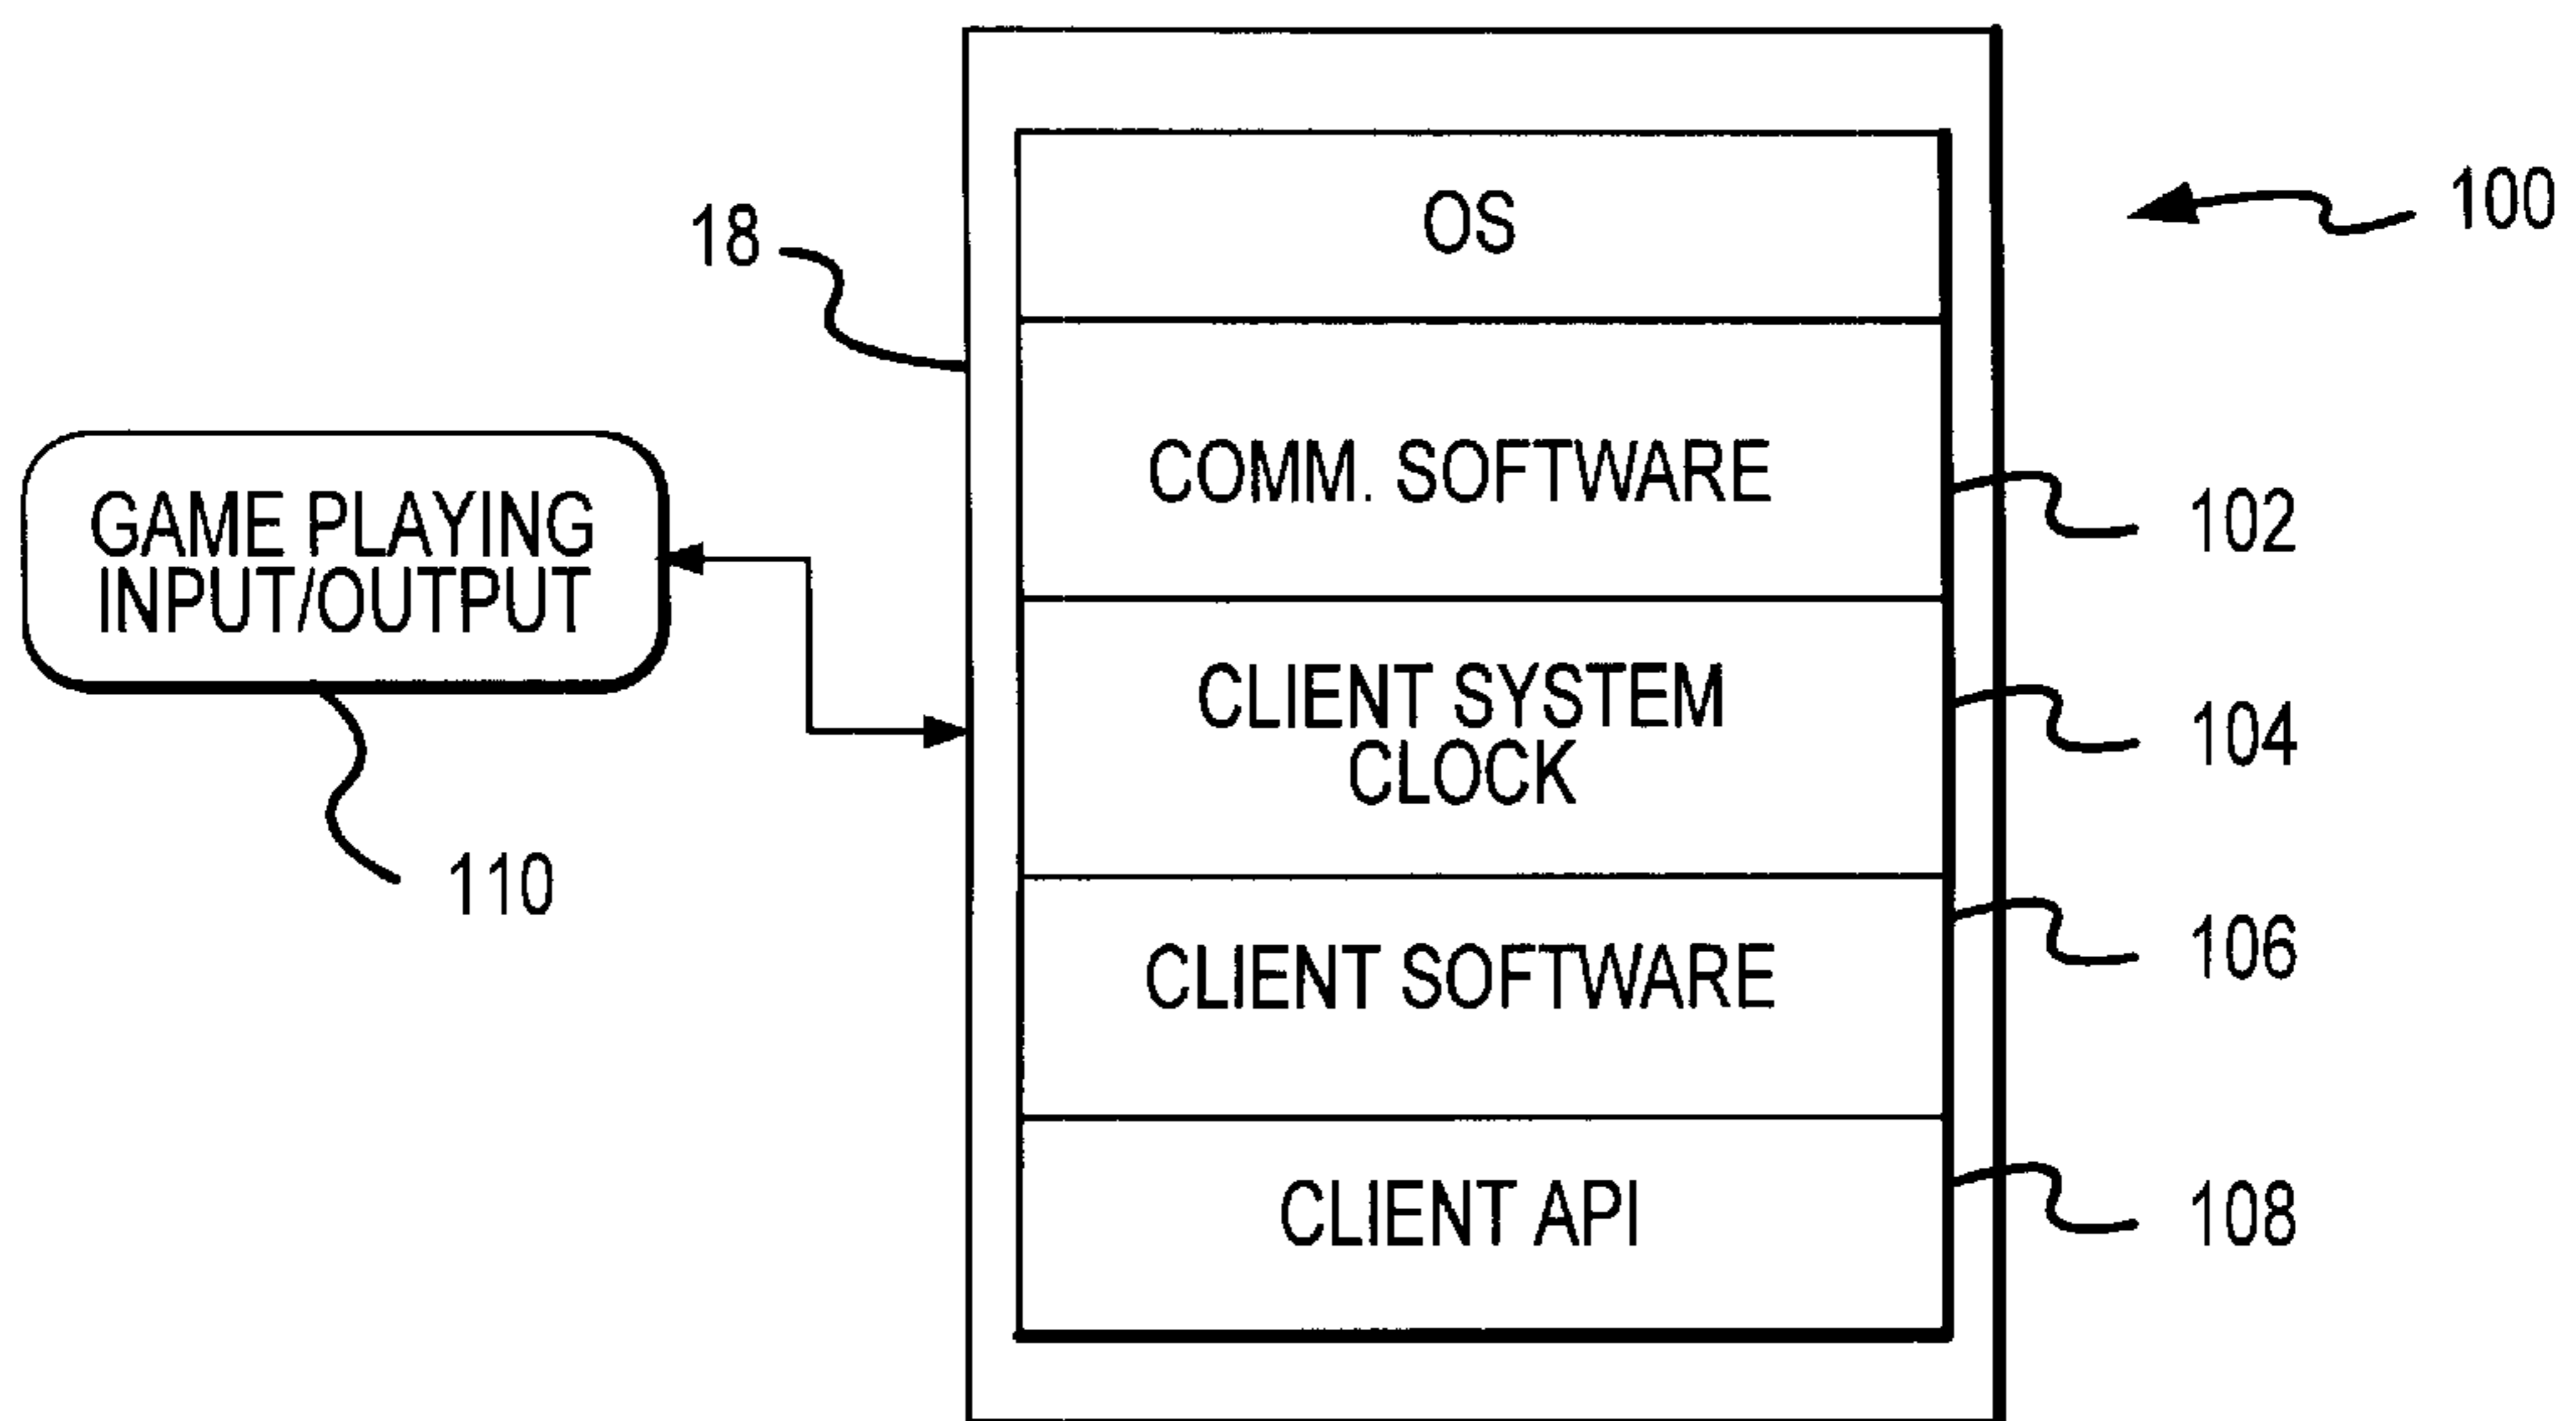 OS
100
18
COMM. SOFTWARE
GAME PLAYING
INPUT/OUTPUT
102
CLIENT SYSTEM
CLOCK
104
110
CLIENT SOFTWARE
106
CLIENT API
108